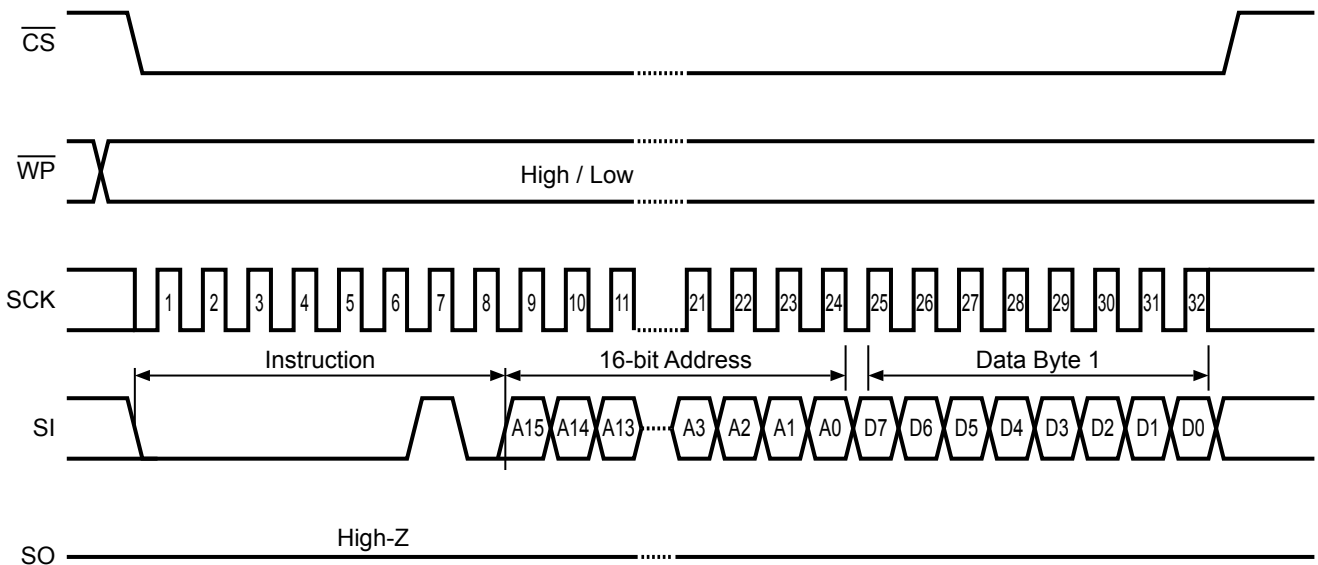 CS
WP
High / Low
SCK
1 2 3 4 5 6 7 8 9 10 11 21 22 23 24 25 26 27 28 29 30 31 32
Instruction 16-bit Address Data Byte 1
SI
A15 A14 A13 A3 A2 A1 A0 D7 D6 D5 D4 D3 D2 D1 D0
High-Z
SO